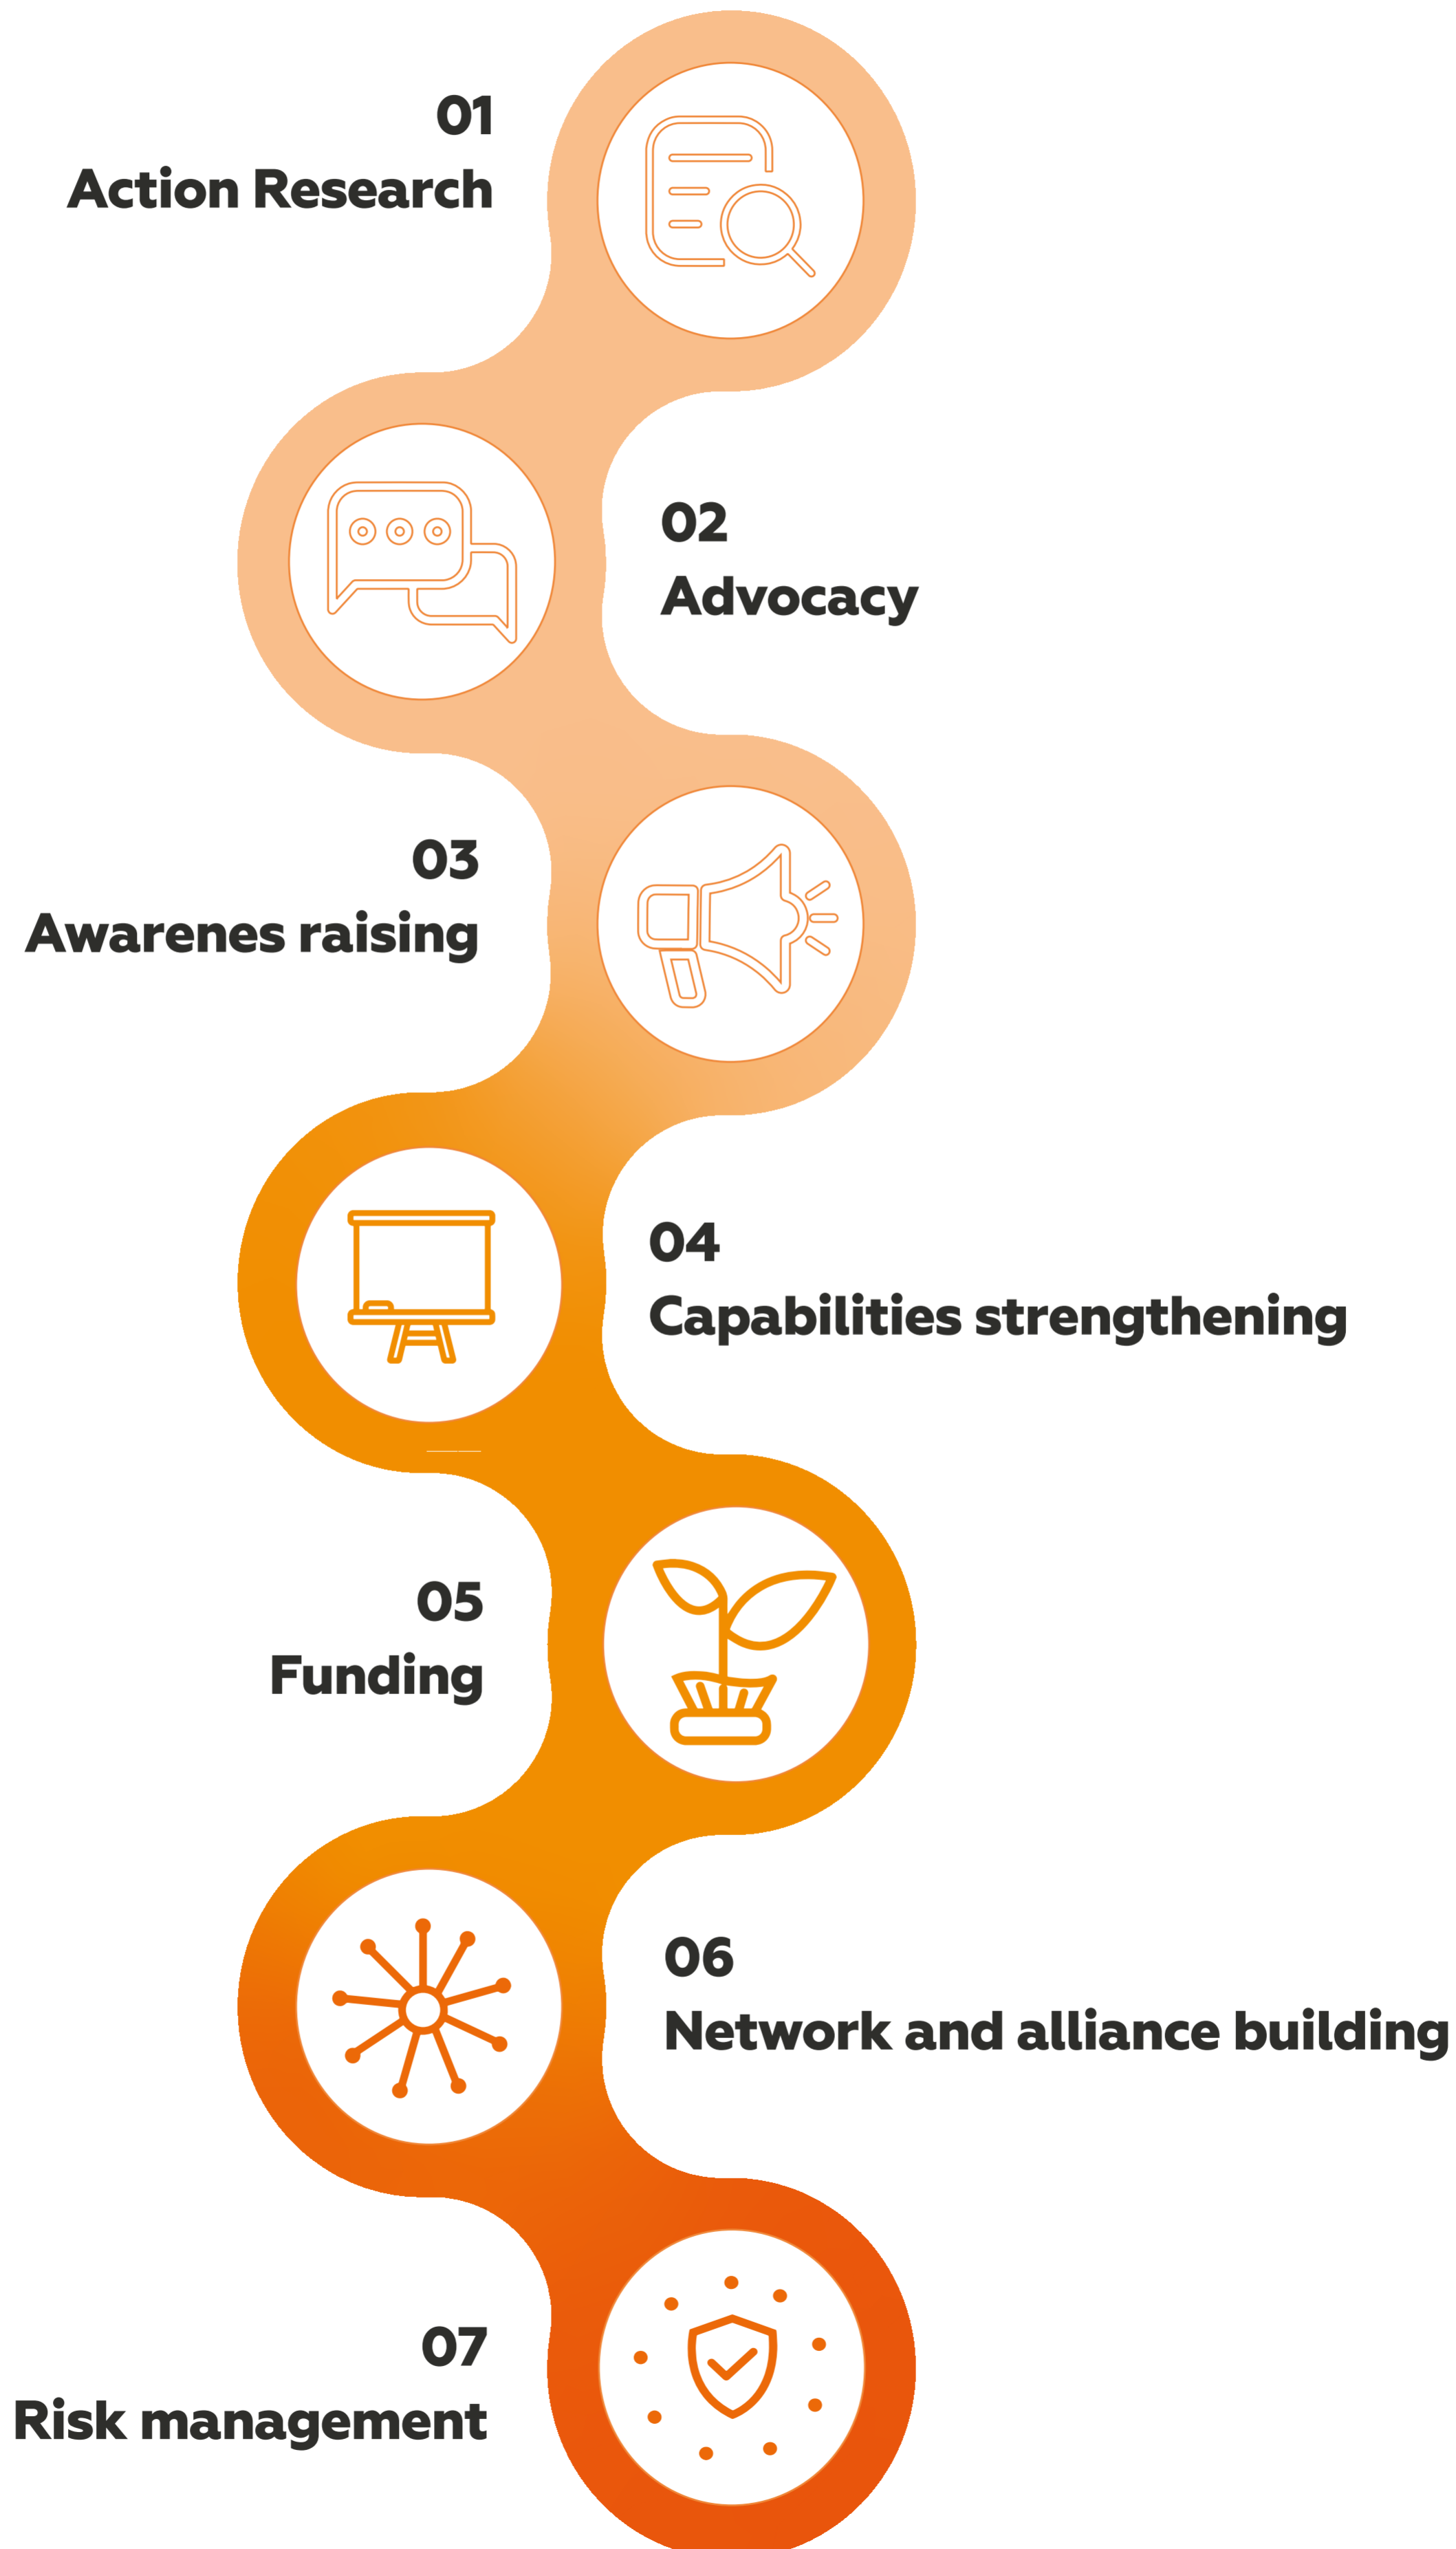 01
Action Research
02
Advocacy
03
Awarenes raising
04
Capabilities strengthening
05
Funding
06
Network and alliance building
07
Risk management